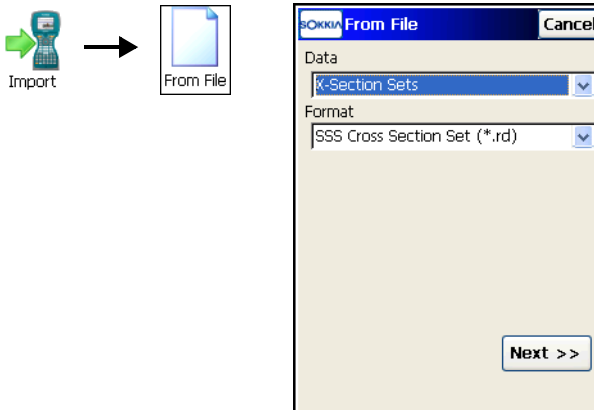 Import
From File
SOKKIA From File Cancel
Data
X-Section Sets
Format
SSS Cross Section Set (*.rd)
Next >>